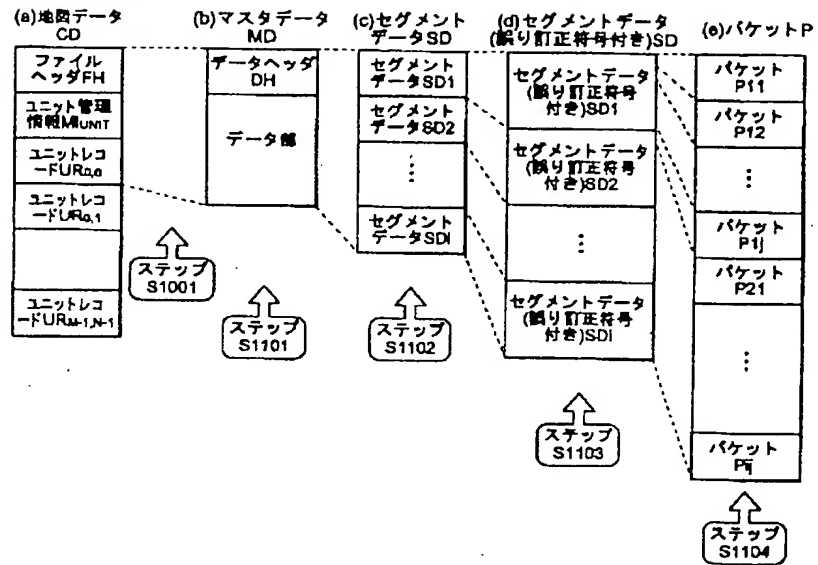 (a)地図データ
CD
ファイル
ヘッダFH
ユニット管理
情報MIUNIT
ユニットレコ
ードUR0,0
ユニットレコ
ードUR0,1
ユニットレコ
ードURM-1,N-1
ステップ
S1001
(b)マスタデータ
MD
データヘッダ
DH
データ部
ステップ
S1101
(c)セグメント
データSD
セグメント
データSD1
セグメント
データSD2
⋮
セグメント
データSDi
ステップ
S1102
(d)セグメントデータ
(誤り訂正符号付き)SD
セグメントデータ
(誤り訂正符号
付き)SD1
セグメントデータ
(誤り訂正符号
付き)SD2
⋮
セグメントデータ
(誤り訂正符号
付き)SDi
ステップ
S1103
(e)パケットP
パケット
P11
パケット
P12
⋮
パケット
P1j
パケット
P21
⋮
パケット
Pij
ステップ
S1104